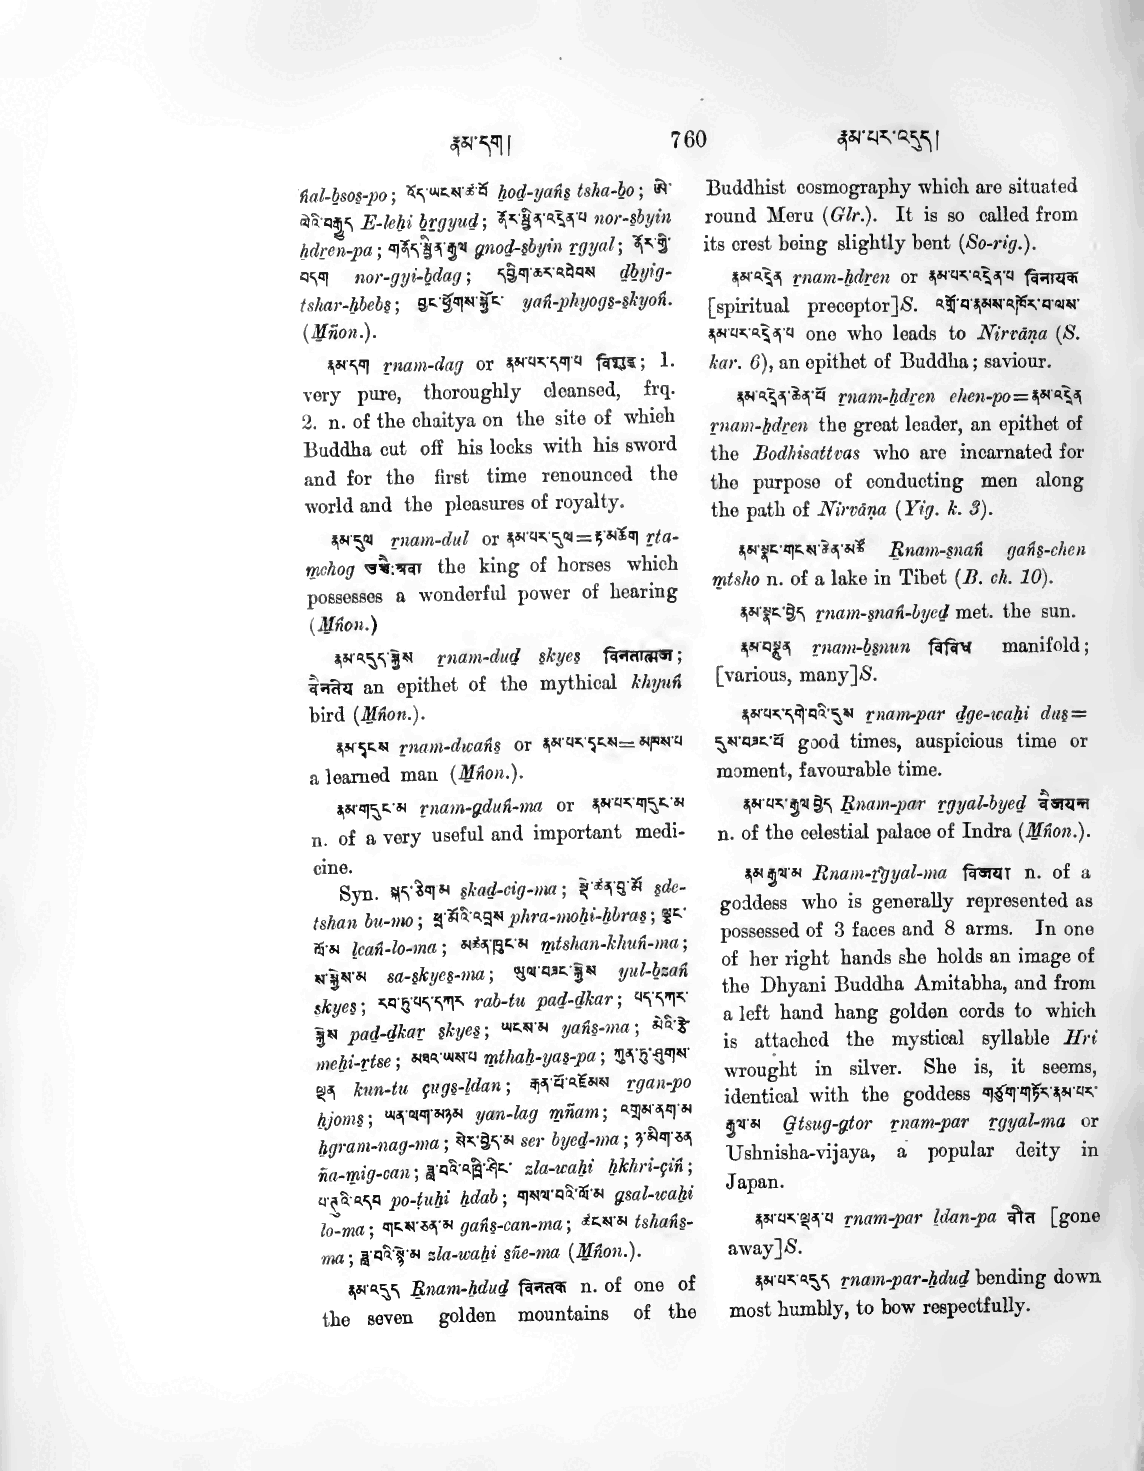 རྣམ་དག།
760
རྣམ་པར་འདུད།
ñal-bsos-po; འོད་ཡངས་ཚ་བོ hod-yañs tsha-bo; ཨེ་
ལེའི་བརྒྱུད E-lehi brgyud; ནོར་སྦྱིན་འདྲེན་པ nor-sbyin
hdren-pa; གནོད་སྦྱིན་རྒྱལ gnod-sbyin rgyal; ནོར་གྱི་
བདག nor-gyi-bdag; དབྱིག་ཆར་འབེབས dbyig-
tshar-hbebs; བྱང་ཕྱོགས་སྐྱོང་ yañ-phyogs-skyoñ.
(Mñon.).
རྣམ་དག rnam-dag or རྣམ་པར་དག་པ विशुद्ध; 1.
very pure, thoroughly cleansed, frq.
2. n. of the chaitya on the site of which
Buddha cut off his locks with his sword
and for the first time renounced the
world and the pleasures of royalty.
རྣམ་དུལ rnam-dul or རྣམ་པར་དུལ=རྟ་མཆོག rta-
mchog उच्चैःश्रवा the king of horses which
possesses a wonderful power of hearing
(Mñon.)
རྣམ་འདུད་སྐྱེས rnam-dud skyes विनतात्मज;
वैनतेय an epithet of the mythical khyuñ
bird (Mñon.).
རྣམ་དྭངས rnam-dwañs or རྣམ་པར་དྭངས=མཁས་པ
a learned man (Mñon.).
རྣམ་གདུང་མ rnam-gduñ-ma or རྣམ་པར་གདུང་མ
n. of a very useful and important medi-
cine.
Syn. སྐད་ཅིག་མ skad-cig-ma; སྡེ་ཚན་བུ་མོ sde-
tshan bu-mo; ཕྲ་མོའི་འབྲས phra-mohi-hbras; ལྕང་
ལོ་མ lcañ-lo-ma; མཚན་ཁུང་མ mtshan-khuñ-ma;
ས་སྐྱེས་མ sa-skyes-ma; ཡུལ་བཟང་སྐྱེས yul-bzañ
skyes; རབ་ཏུ་པད་དཀར rab-tu pad-dkar; པད་དཀར་
སྐྱེས pad-dkar skyes; ཡངས་མ yañs-ma; མེའི་རྩེ
mehi-rtse; མཐའ་ཡས་པ mthah-yas-pa; ཀུན་ཏུ་ཤུགས་
ལྡན kun-tu çugs-ldan; རྒན་པོ་འཇོམས rgan-po
hjoms; ཡན་ལག་མཉམ yan-lag mñam; འགྲམ་ནག་མ
hgram-nag-ma; སེར་བྱེད་མ ser byed-ma; ཉ་མིག་ཅན
ña-mig-can; ཟླ་བའི་འཁྲི་ཤིང་ zla-wahi hkhri-çiñ;
པ་ཏུའི་འདབ po-tuhi hdab; གསལ་བའི་ལོ་མ gsal-wahi
lo-ma; གངས་ཅན་མ gañs-can-ma; ཚངས་མ tshañs-
ma; ཟླ་བའི་སྙེ་མ zla-wahi sñe-ma (Mñon.).
རྣམ་འདུད Rnam-hdud विनतक n. of one of
the seven golden mountains of the
Buddhist cosmography which are situated
round Meru (Glr.). It is so called from
its crest being slightly bent (So-rig.).
རྣམ་འདྲེན rnam-hdren or རྣམ་པར་འདྲེན་པ विनायक
[spiritual preceptor]S. འགྲོ་བ་རྣམས་འཁོར་བ་ལས་
རྣམ་པར་འདྲེན་པ one who leads to Nirvāṇa (S.
kar. 6), an epithet of Buddha; saviour.
རྣམ་འདྲེན་ཆེན་པོ rnam-hdren chen-po=རྣམ་འདྲེན
rnam-hdren the great leader, an epithet of
the Bodhisattvas who are incarnated for
the purpose of conducting men along
the path of Nirvāṇa (Yig. k. 3).
རྣམ་སྣང་གངས་ཆེན་མཚོ Rnam-snañ gañs-chen
mtsho n. of a lake in Tibet (B. ch. 10).
རྣམ་སྣང་བྱེད rnam-snañ-byed met. the sun.
རྣམ་བསྣུན rnam-bsnun विविध manifold;
[various, many]S.
རྣམ་པར་དགེ་བའི་དུས rnam-par dge-wahi dus=
དུས་བཟང་པོ good times, auspicious time or
moment, favourable time.
རྣམ་པར་རྒྱལ་བྱེད Rnam-par rgyal-byed वैजयन्त
n. of the celestial palace of Indra (Mñon.).
རྣམ་རྒྱལ་མ Rnam-rgyal-ma विजया n. of a
goddess who is generally represented as
possessed of 3 faces and 8 arms. In one
of her right hands she holds an image of
the Dhyani Buddha Amitabha, and from
a left hand hang golden cords to which
is attached the mystical syllable Hri
wrought in silver. She is, it seems,
identical with the goddess གཙུག་གཏོར་རྣམ་པར་
རྒྱལ་མ Gtsug-gtor rnam-par rgyal-ma or
Ushnisha-vijaya, a popular deity in
Japan.
རྣམ་པར་ལྡན་པ rnam-par ldan-pa वीत [gone
away]S.
རྣམ་པར་འདུད rnam-par-hdud bending down
most humbly, to bow respectfully.